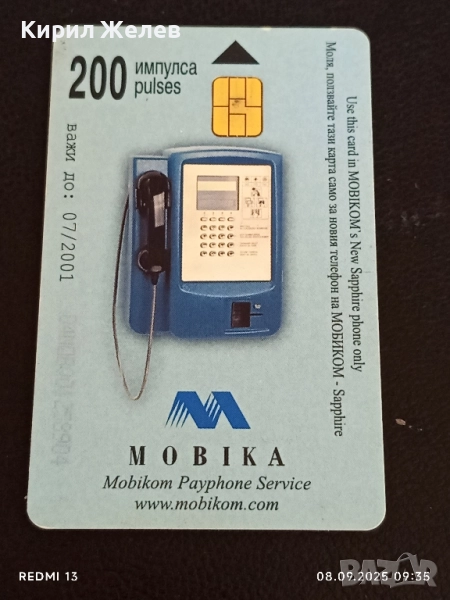 Кирил Желев
200 импулса
pulses
важи до: 07/2001
Use this card in MOBIKOM's New Sapphire phone only
Моля, ползвайте тази карта само за новия телефон на МОБИКОМ - Sapphire
MOBIKA
Mobikom Payphone Service
www.mobikom.com
REDMI 13
08.09.2025 09:35
BAZAR